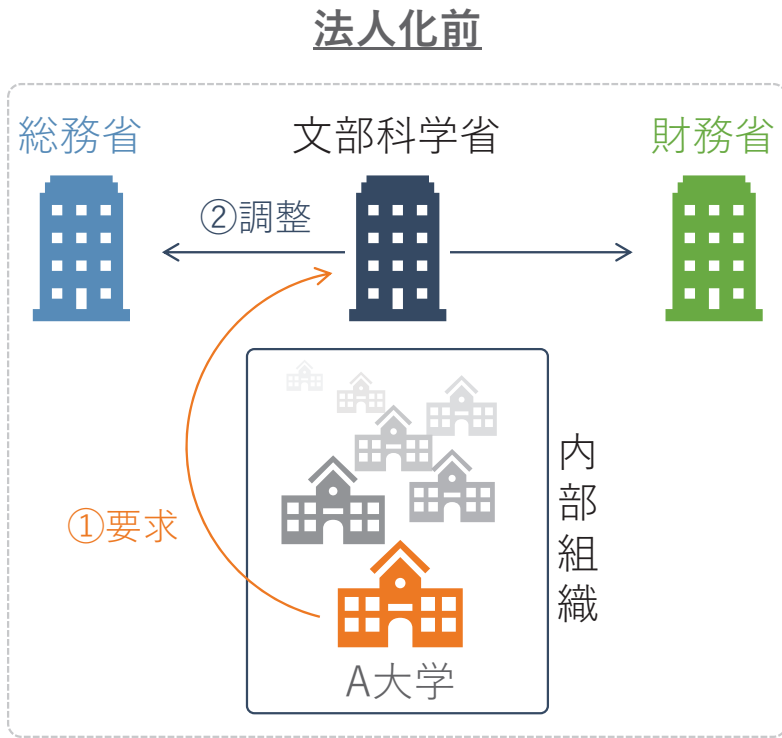 法人化前
総務省
文部科学省
財務省
②調整
①要求
内部組織
A大学